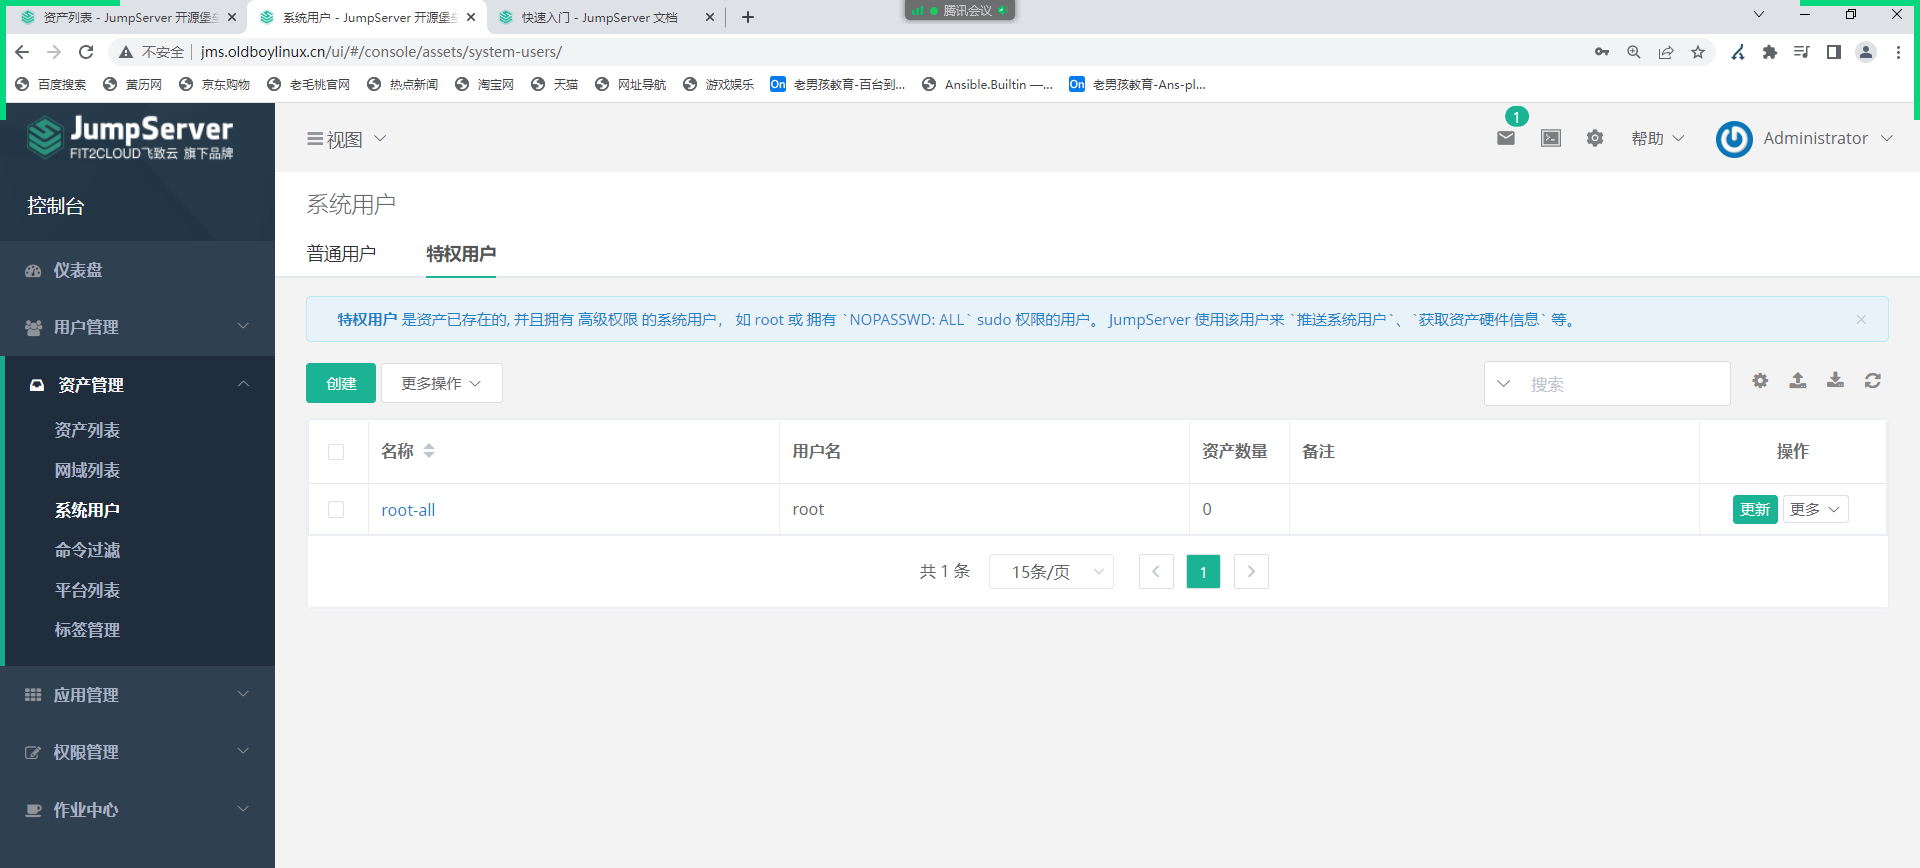 资产列表 - JumpServer 开源堡垒
系统用户 - JumpServer 开源堡垒
快速入门 - JumpServer 文档
腾讯会议
不安全
jms.oldboylinux.cn/ui/#/console/assets/system-users/
百度搜索
黄历网
京东购物
老毛桃官网
热点新闻
淘宝网
天猫
网址导航
游戏娱乐
On 老男孩教育-百台到...
Ansible.Builtin —...
On 老男孩教育-Ans-pl...
JumpServer
FIT2CLOUD飞致云 旗下品牌
视图
1
帮助
Administrator
控制台
仪表盘
用户管理
资产管理
资产列表
网域列表
系统用户
命令过滤
平台列表
标签管理
应用管理
权限管理
作业中心
系统用户
普通用户
特权用户
特权用户 是资产已存在的, 并且拥有 高级权限 的系统用户， 如 root 或 拥有 `NOPASSWD: ALL` sudo 权限的用户。 JumpServer 使用该用户来 `推送系统用户`、`获取资产硬件信息` 等。
创建
更多操作
搜索
名称
用户名
资产数量
备注
操作
root-all
root
0
更新
更多
共 1 条
15条/页
1